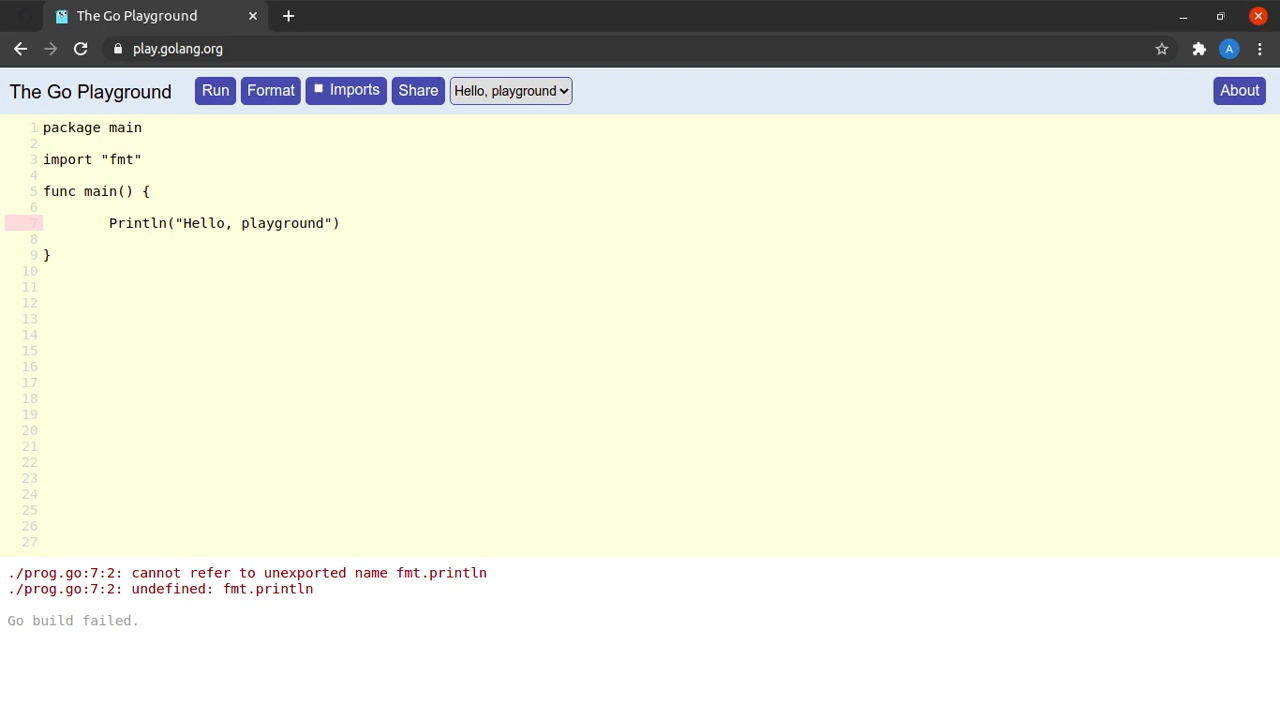 The Go Playground
play.golang.org
A
The Go Playground Run Format Imports Share Hello, playground About
1 package main
2
3 import "fmt"
4
5 func main() {
6
7 Println("Hello, playground")
8
9 }
10
11
12
13
14
15
16
17
18
19
20
21
22
23
24
25
26
27
./prog.go:7:2: cannot refer to unexported name fmt.println
./prog.go:7:2: undefined: fmt.println
Go build failed.